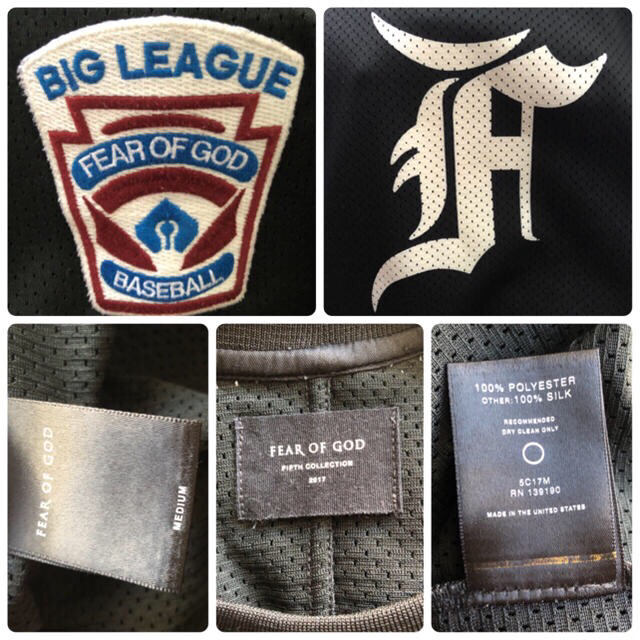 BIG LEAGUE
FEAR OF GOD
BASEBALL
F
FEAR OF GOD
MEDIUM
FEAR OF GOD
FIFTH COLLECTION
2017
100% POLYESTER
OTHER: 100% SILK
RECOMMENDED
DRY CLEAN ONLY
5C17M
RN 139190
MADE IN THE UNITED STATES